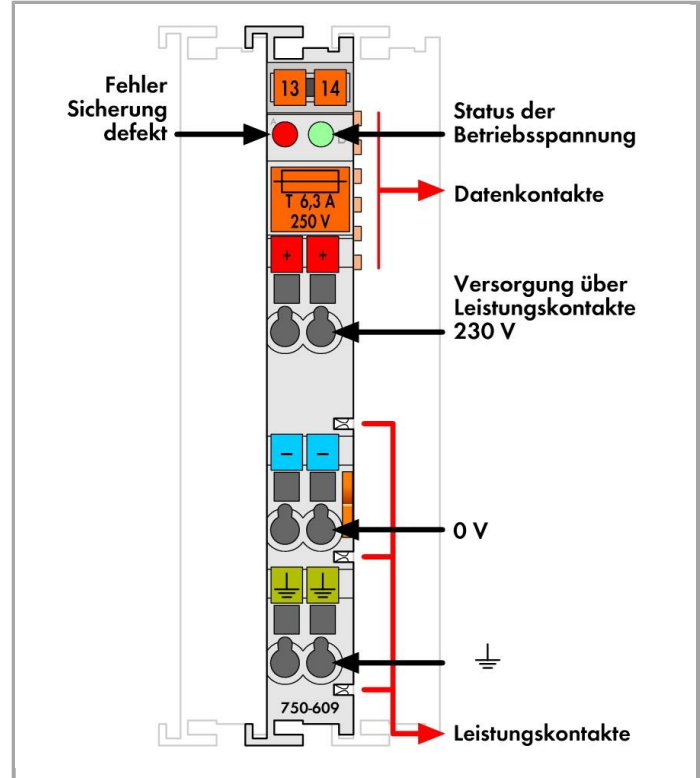 Fehler
Sicherung
defekt
13 14
A
Status der
Betriebsspannung
Datenkontakte
T 6,3 A
250 V
+ +
Versorgung über
Leistungskontakte
230 V
− −
0 V
750-609
Leistungskontakte